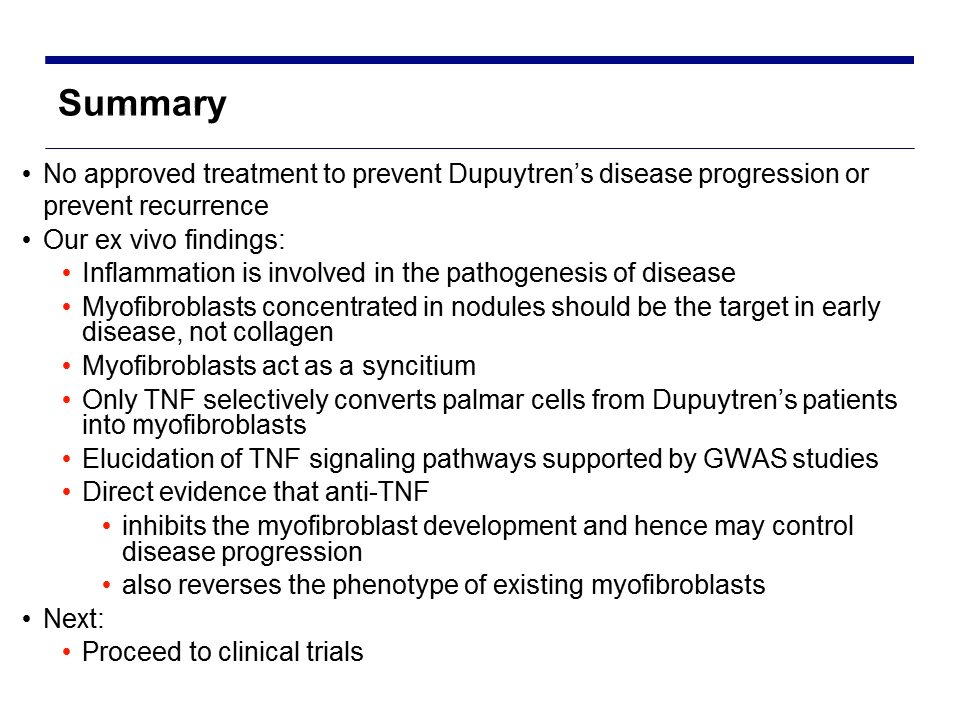 Summary
• No approved treatment to prevent Dupuytren’s disease progression or
prevent recurrence
• Our ex vivo findings:
• Inflammation is involved in the pathogenesis of disease
• Myofibroblasts concentrated in nodules should be the target in early
disease, not collagen
• Myofibroblasts act as a syncitium
• Only TNF selectively converts palmar cells from Dupuytren’s patients
into myofibroblasts
• Elucidation of TNF signaling pathways supported by GWAS studies
• Direct evidence that anti-TNF
• inhibits the myofibroblast development and hence may control
disease progression
• also reverses the phenotype of existing myofibroblasts
• Next:
• Proceed to clinical trials